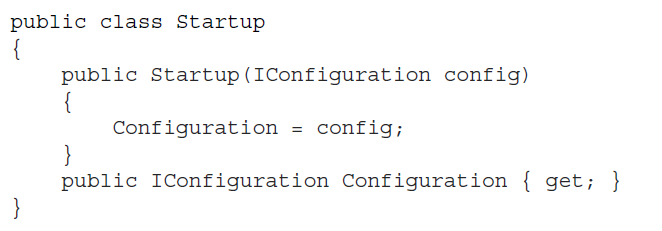 public class Startup
{
    public Startup(IConfiguration config)
    {
        Configuration = config;
    }
    public IConfiguration Configuration { get; }
}